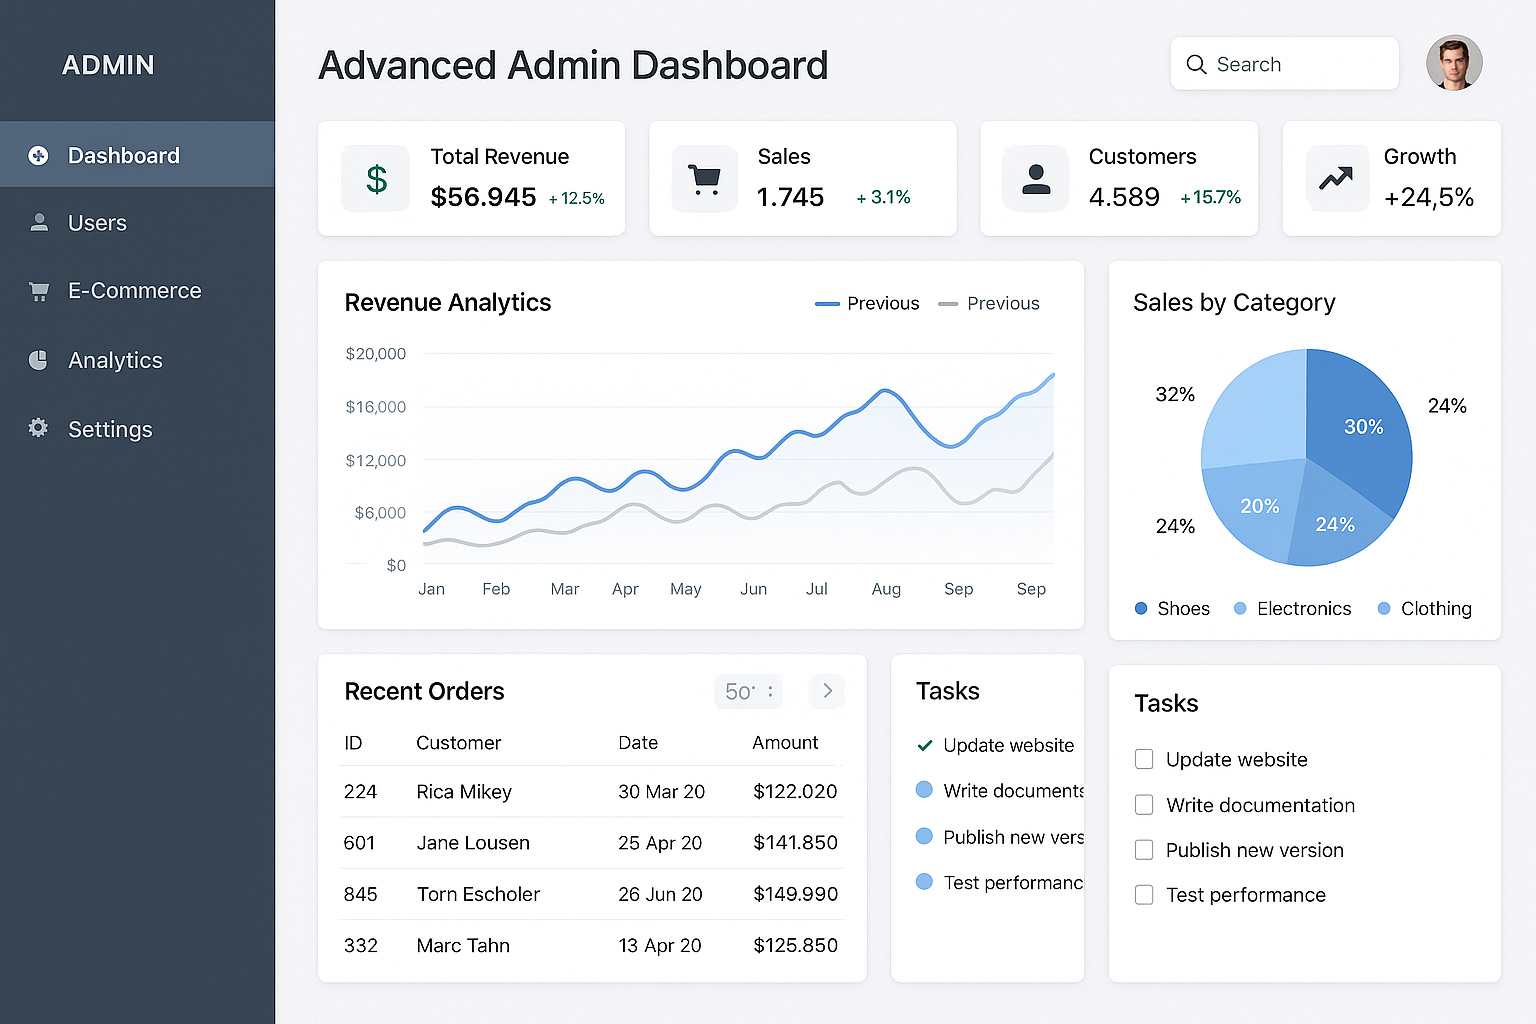 ADMIN
Dashboard
Users
E-Commerce
Analytics
Settings
Advanced Admin Dashboard
Search
Total Revenue
$56.945 + 12.5%
Sales
1.745 + 3.1%
Customers
4.589 +15.7%
Growth
+24,5%
Revenue Analytics
Previous Previous
$20,000
$16,000
$12,000
$6,000
$0
Jan Feb Mar Apr May Jun Jul Aug Sep Sep
Sales by Category
32%
24%
30%
20%
24%
24%
Shoes Electronics Clothing
Recent Orders
ID Customer Date Amount
224 Rica Mikey 30 Mar 20 $122.020
601 Jane Lousen 25 Apr 20 $141.850
845 Torn Escholer 26 Jun 20 $149.990
332 Marc Tahn 13 Apr 20 $125.850
Tasks
Update website
Write documents
Publish new vers
Test performanc
Tasks
Update website
Write documentation
Publish new version
Test performance